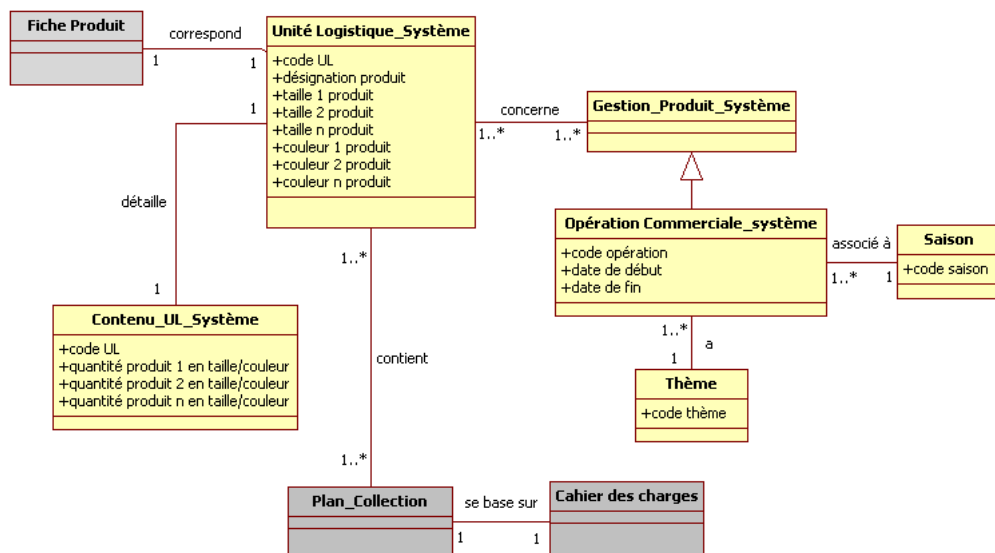 Fiche Produit
correspond
1
1
Unité Logistique_Système
+code UL
+désignation produit
+taille 1 produit
+taille 2 produit
+taille n produit
+couleur 1 produit
+couleur 2 produit
+couleur n produit
concerne
1..*
1..*
Gestion_Produit_Système
1
détaille
1
Opération Commerciale_système
+code opération
+date de début
+date de fin
associé à
1..*
1
Saison
+code saison
1..*
contient
1..*
Contenu_UL_Système
+code UL
+quantité produit 1 en taille/couleur
+quantité produit 2 en taille/couleur
+quantité produit n en taille/couleur
1..*
a
1
Thème
+code thème
Plan_Collection
se base sur
1
1
Cahier des charges